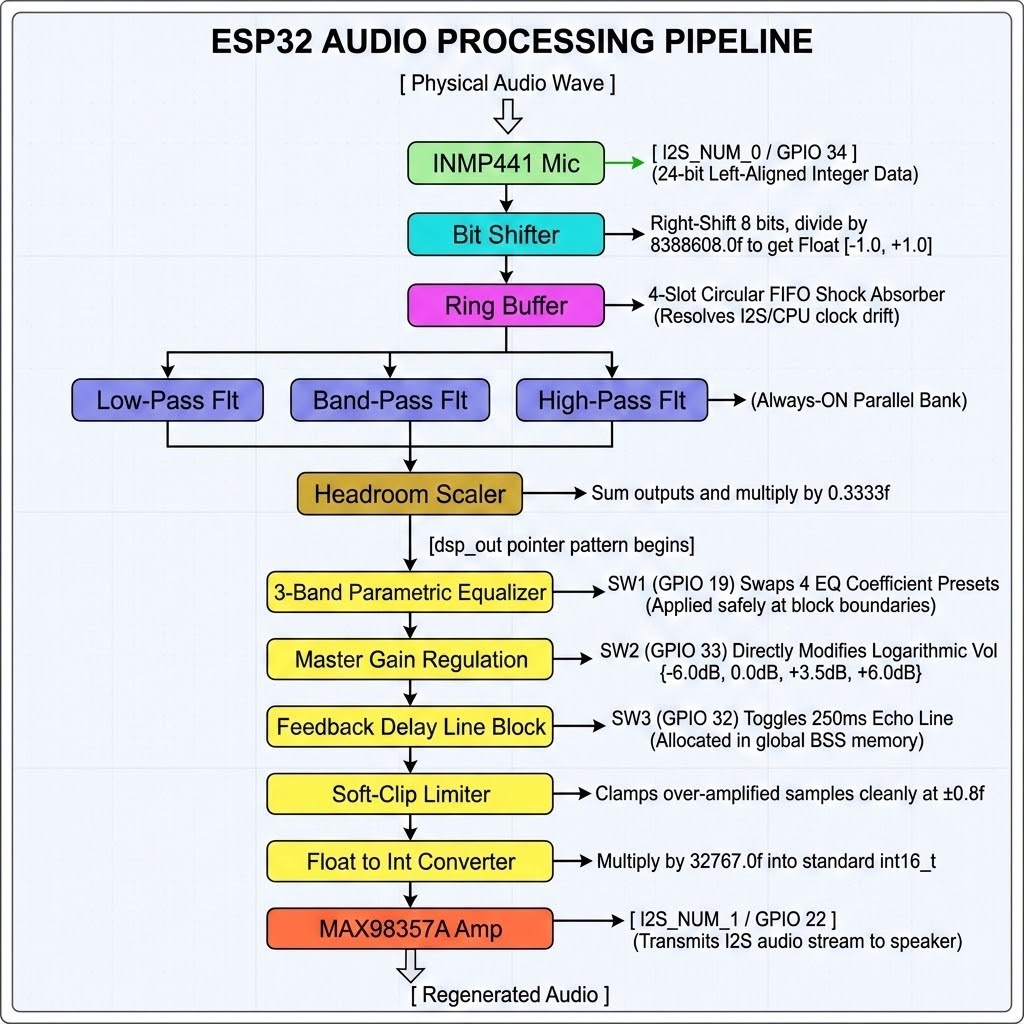 ESP32 AUDIO PROCESSING PIPELINE
[ Physical Audio Wave ]
INMP441 Mic
[ I2S_NUM_0 / GPIO 34 ]
(24-bit Left-Aligned Integer Data)
Bit Shifter
Right-Shift 8 bits, divide by
8388608.0f to get Float [-1.0, +1.0]
Ring Buffer
4-Slot Circular FIFO Shock Absorber
(Resolves I2S/CPU clock drift)
Low-Pass Flt
Band-Pass Flt
High-Pass Flt
(Always-ON Parallel Bank)
Headroom Scaler
Sum outputs and multiply by 0.3333f
[dsp_out pointer pattern begins]
3-Band Parametric Equalizer
SW1 (GPIO 19) Swaps 4 EQ Coefficient Presets
(Applied safely at block boundaries)
Master Gain Regulation
SW2 (GPIO 33) Directly Modifies Logarithmic Vol
{-6.0dB, 0.0dB, +3.5dB, +6.0dB}
Feedback Delay Line Block
SW3 (GPIO 32) Toggles 250ms Echo Line
(Allocated in global BSS memory)
Soft-Clip Limiter
Clamps over-amplified samples cleanly at ±0.8f
Float to Int Converter
Multiply by 32767.0f into standard int16_t
MAX98357A Amp
[ I2S_NUM_1 / GPIO 22 ]
(Transmits I2S audio stream to speaker)
[ Regenerated Audio ]